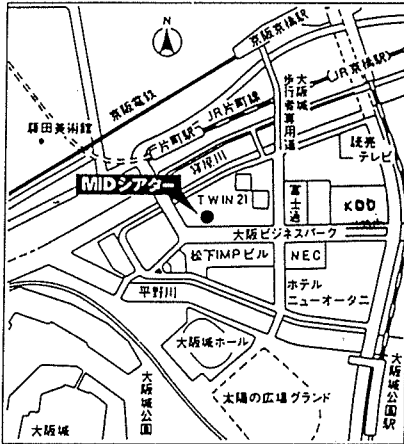 N
京阪京橋駅
京阪電鉄
大阪城
歩行者専用道
JR京橋駅
藤田美術館
片町駅
JR片町線
読売
テレビ
寝屋川
MIDシアター
TWIN21
富士通
KDD
大阪ビジネスパーク
松下IMPビル
NEC
平野川
ホテル
ニューオータニ
大阪城ホール
大阪城公園
太陽の広場グランド
大阪城公園駅
大阪城